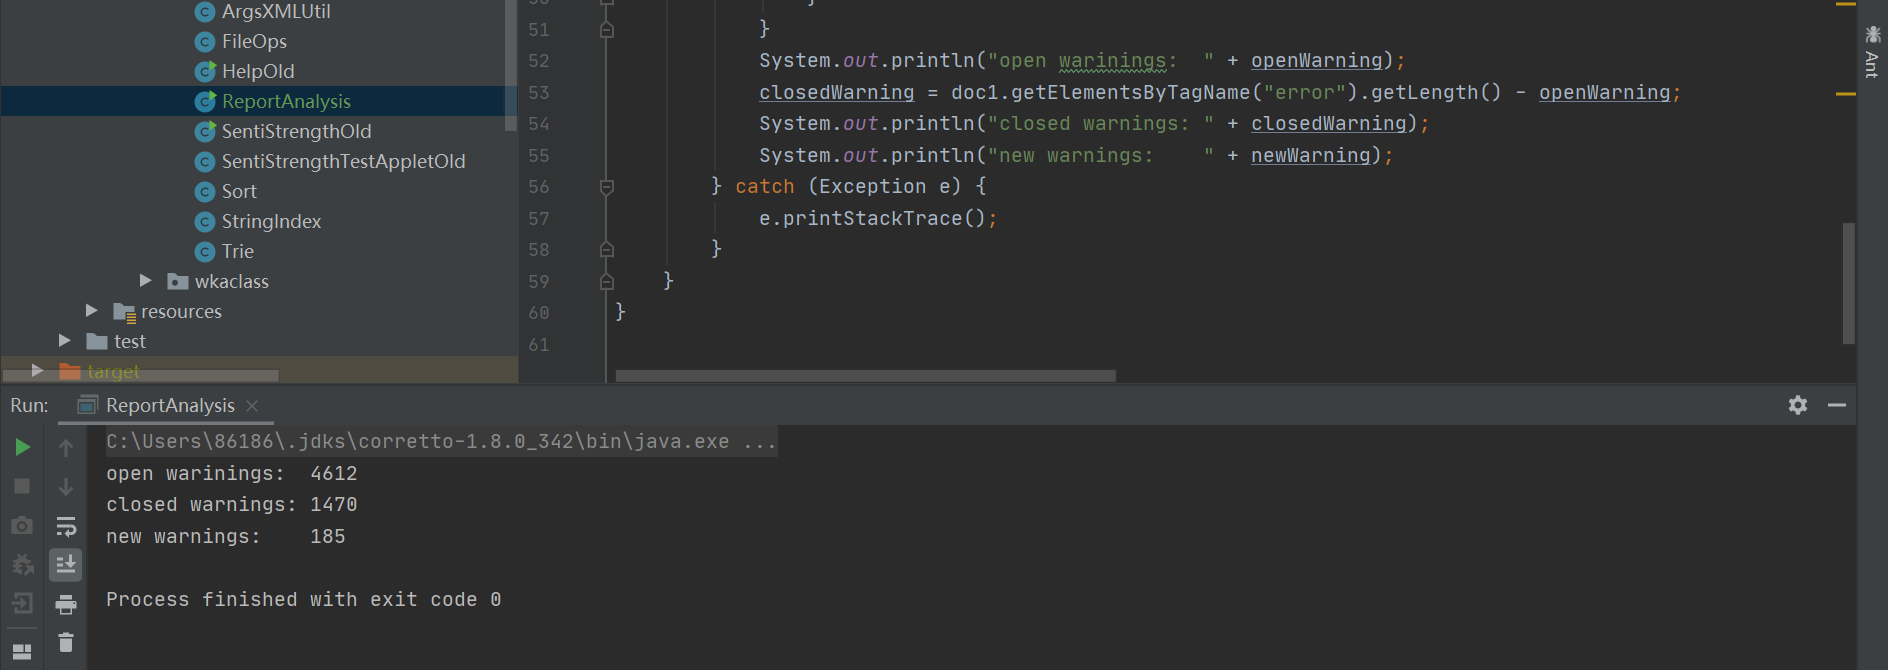 ArgsXMLUtil
FileOps
HelpOld
ReportAnalysis
SentiStrengthOld
SentiStrengthTestAppletOld
Sort
StringIndex
Trie
wkaclass
resources
test
target
51 }
52 System.out.println("open warinings:  " + openWarning);
53 closedWarning = doc1.getElementsByTagName("error").getLength() - openWarning;
54 System.out.println("closed warnings: " + closedWarning);
55 System.out.println("new warnings:    " + newWarning);
56 } catch (Exception e) {
57 e.printStackTrace();
58 }
59 }
60 }
61
Ant
Run: ReportAnalysis
C:\Users\86186\.jdks\corretto-1.8.0_342\bin\java.exe ...
open warinings:  4612
closed warnings: 1470
new warnings:    185
Process finished with exit code 0